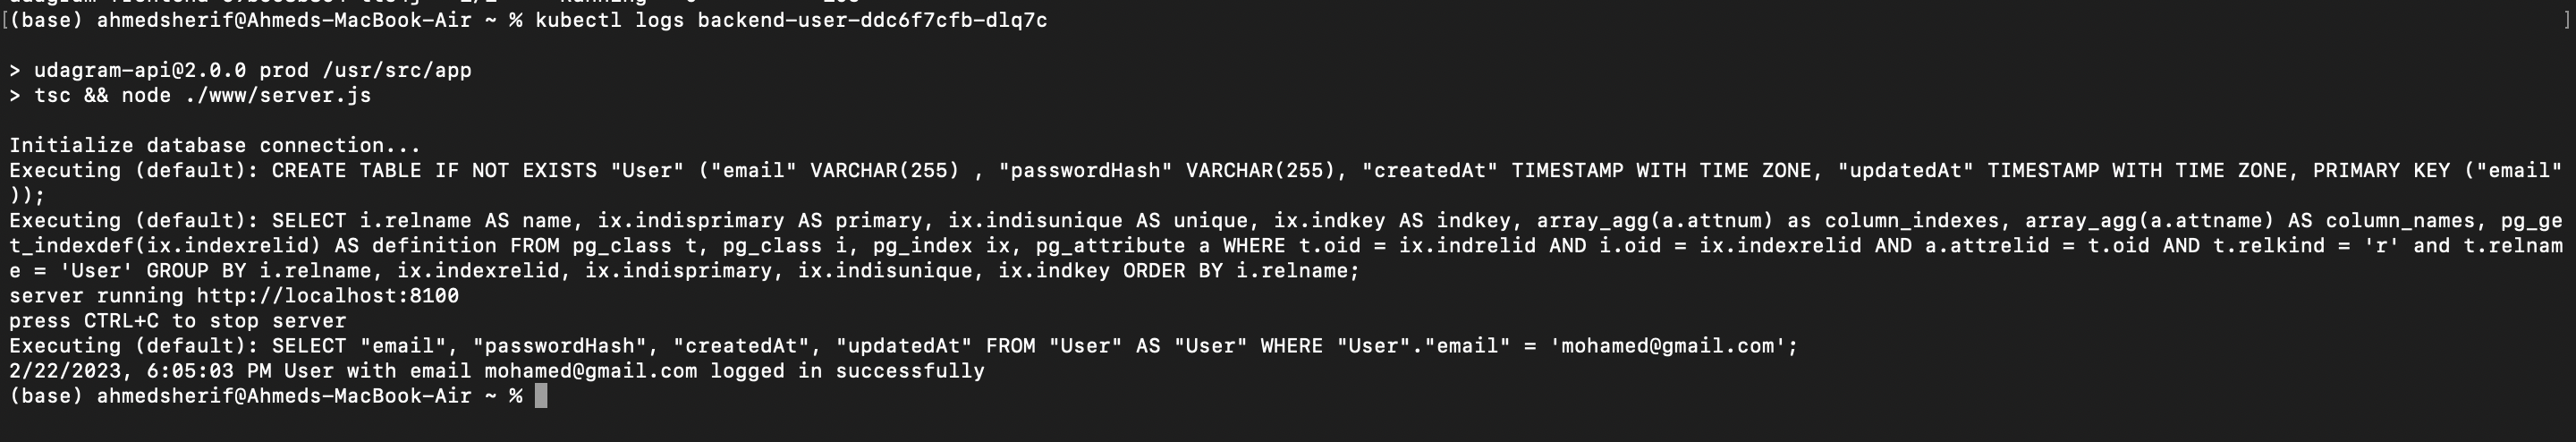 [(base) ahmedsherif@Ahmeds-MacBook-Air ~ % kubectl logs backend-user-ddc6f7cfb-dlq7c ]
> udagram-api@2.0.0 prod /usr/src/app
> tsc && node ./www/server.js
Initialize database connection...
Executing (default): CREATE TABLE IF NOT EXISTS "User" ("email" VARCHAR(255) , "passwordHash" VARCHAR(255), "createdAt" TIMESTAMP WITH TIME ZONE, "updatedAt" TIMESTAMP WITH TIME ZONE, PRIMARY KEY ("email"
));
Executing (default): SELECT i.relname AS name, ix.indisprimary AS primary, ix.indisunique AS unique, ix.indkey AS indkey, array_agg(a.attnum) as column_indexes, array_agg(a.attname) AS column_names, pg_ge
t_indexdef(ix.indexrelid) AS definition FROM pg_class t, pg_class i, pg_index ix, pg_attribute a WHERE t.oid = ix.indrelid AND i.oid = ix.indexrelid AND a.attrelid = t.oid AND t.relkind = 'r' and t.relnam
e = 'User' GROUP BY i.relname, ix.indexrelid, ix.indisprimary, ix.indisunique, ix.indkey ORDER BY i.relname;
server running http://localhost:8100
press CTRL+C to stop server
Executing (default): SELECT "email", "passwordHash", "createdAt", "updatedAt" FROM "User" AS "User" WHERE "User"."email" = 'mohamed@gmail.com';
2/22/2023, 6:05:03 PM User with email mohamed@gmail.com logged in successfully
(base) ahmedsherif@Ahmeds-MacBook-Air ~ %